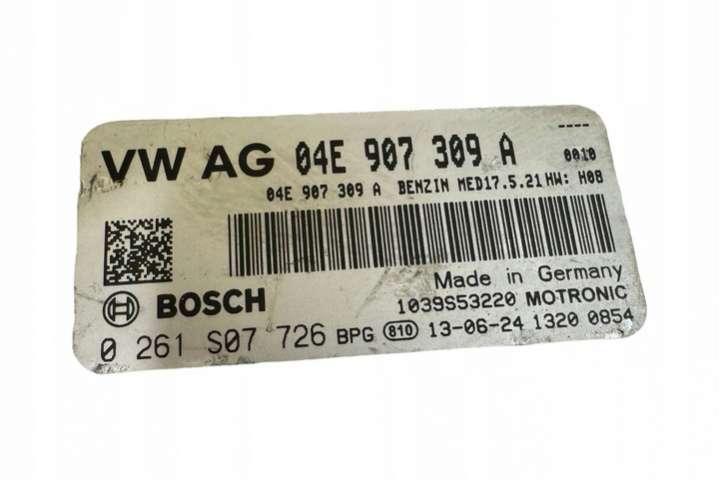 ----
VW AG 04E 907 309 A 0010
04E 907 309 A BENZIN MED17.5.21 HW: H08
Made in Germany
BOSCH 1039S53220 MOTRONIC
0 261 S07 726 BPG 810 13-06-24 1320 0854